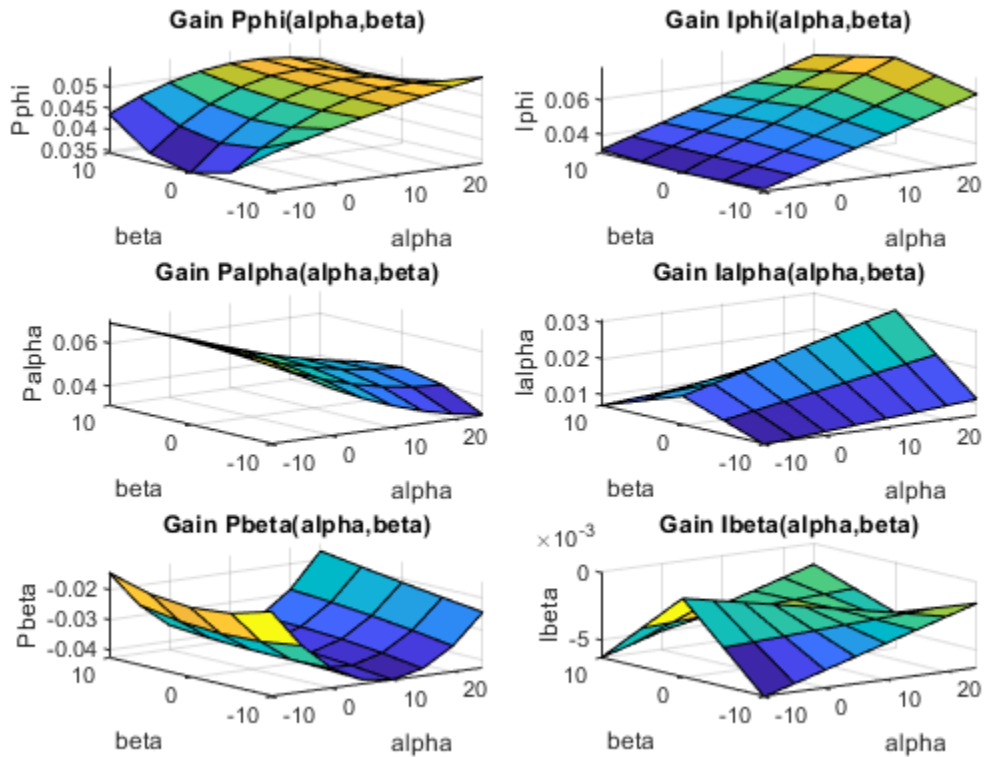 Gain Pphi(alpha,beta)
Pphi
0.05
0.045
0.04
0.035
10
0
-10
beta
-10
0
10
20
alpha
Gain Iphi(alpha,beta)
Iphi
0.06
0.04
10
0
-10
beta
-10
0
10
20
alpha
Gain Palpha(alpha,beta)
Palpha
0.06
0.04
10
0
-10
beta
-10
0
10
20
alpha
Gain Ialpha(alpha,beta)
Ialpha
0.03
0.02
0.01
10
0
-10
beta
-10
0
10
20
alpha
Gain Pbeta(alpha,beta)
Pbeta
-0.02
-0.03
-0.04
10
0
-10
beta
-10
0
10
20
alpha
Gain Ibeta(alpha,beta)
×10-3
Ibeta
0
-5
10
0
-10
beta
-10
0
10
20
alpha